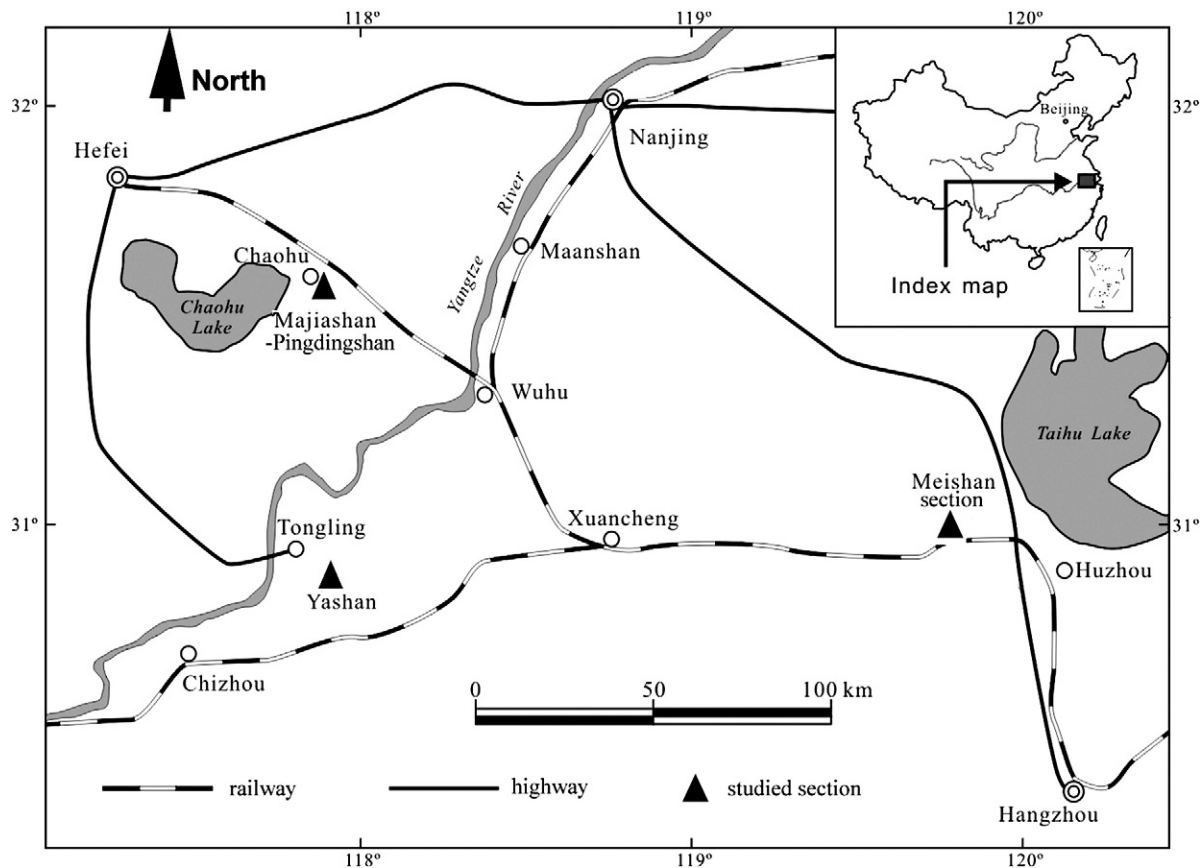 118º
119º
120º
North
32º
32º
Beijing
Hefei
Nanjing
River
Maanshan
Chaohu
Yangtze
Index map
Chaohu
Lake
Majiashan
-Pingdingshan
Wuhu
Taihu Lake
Meishan
section
31º
31º
Tongling
Xuancheng
Huzhou
Yashan
Chizhou
0
50
100 km
railway
highway
studied section
Hangzhou
118º
119º
120º